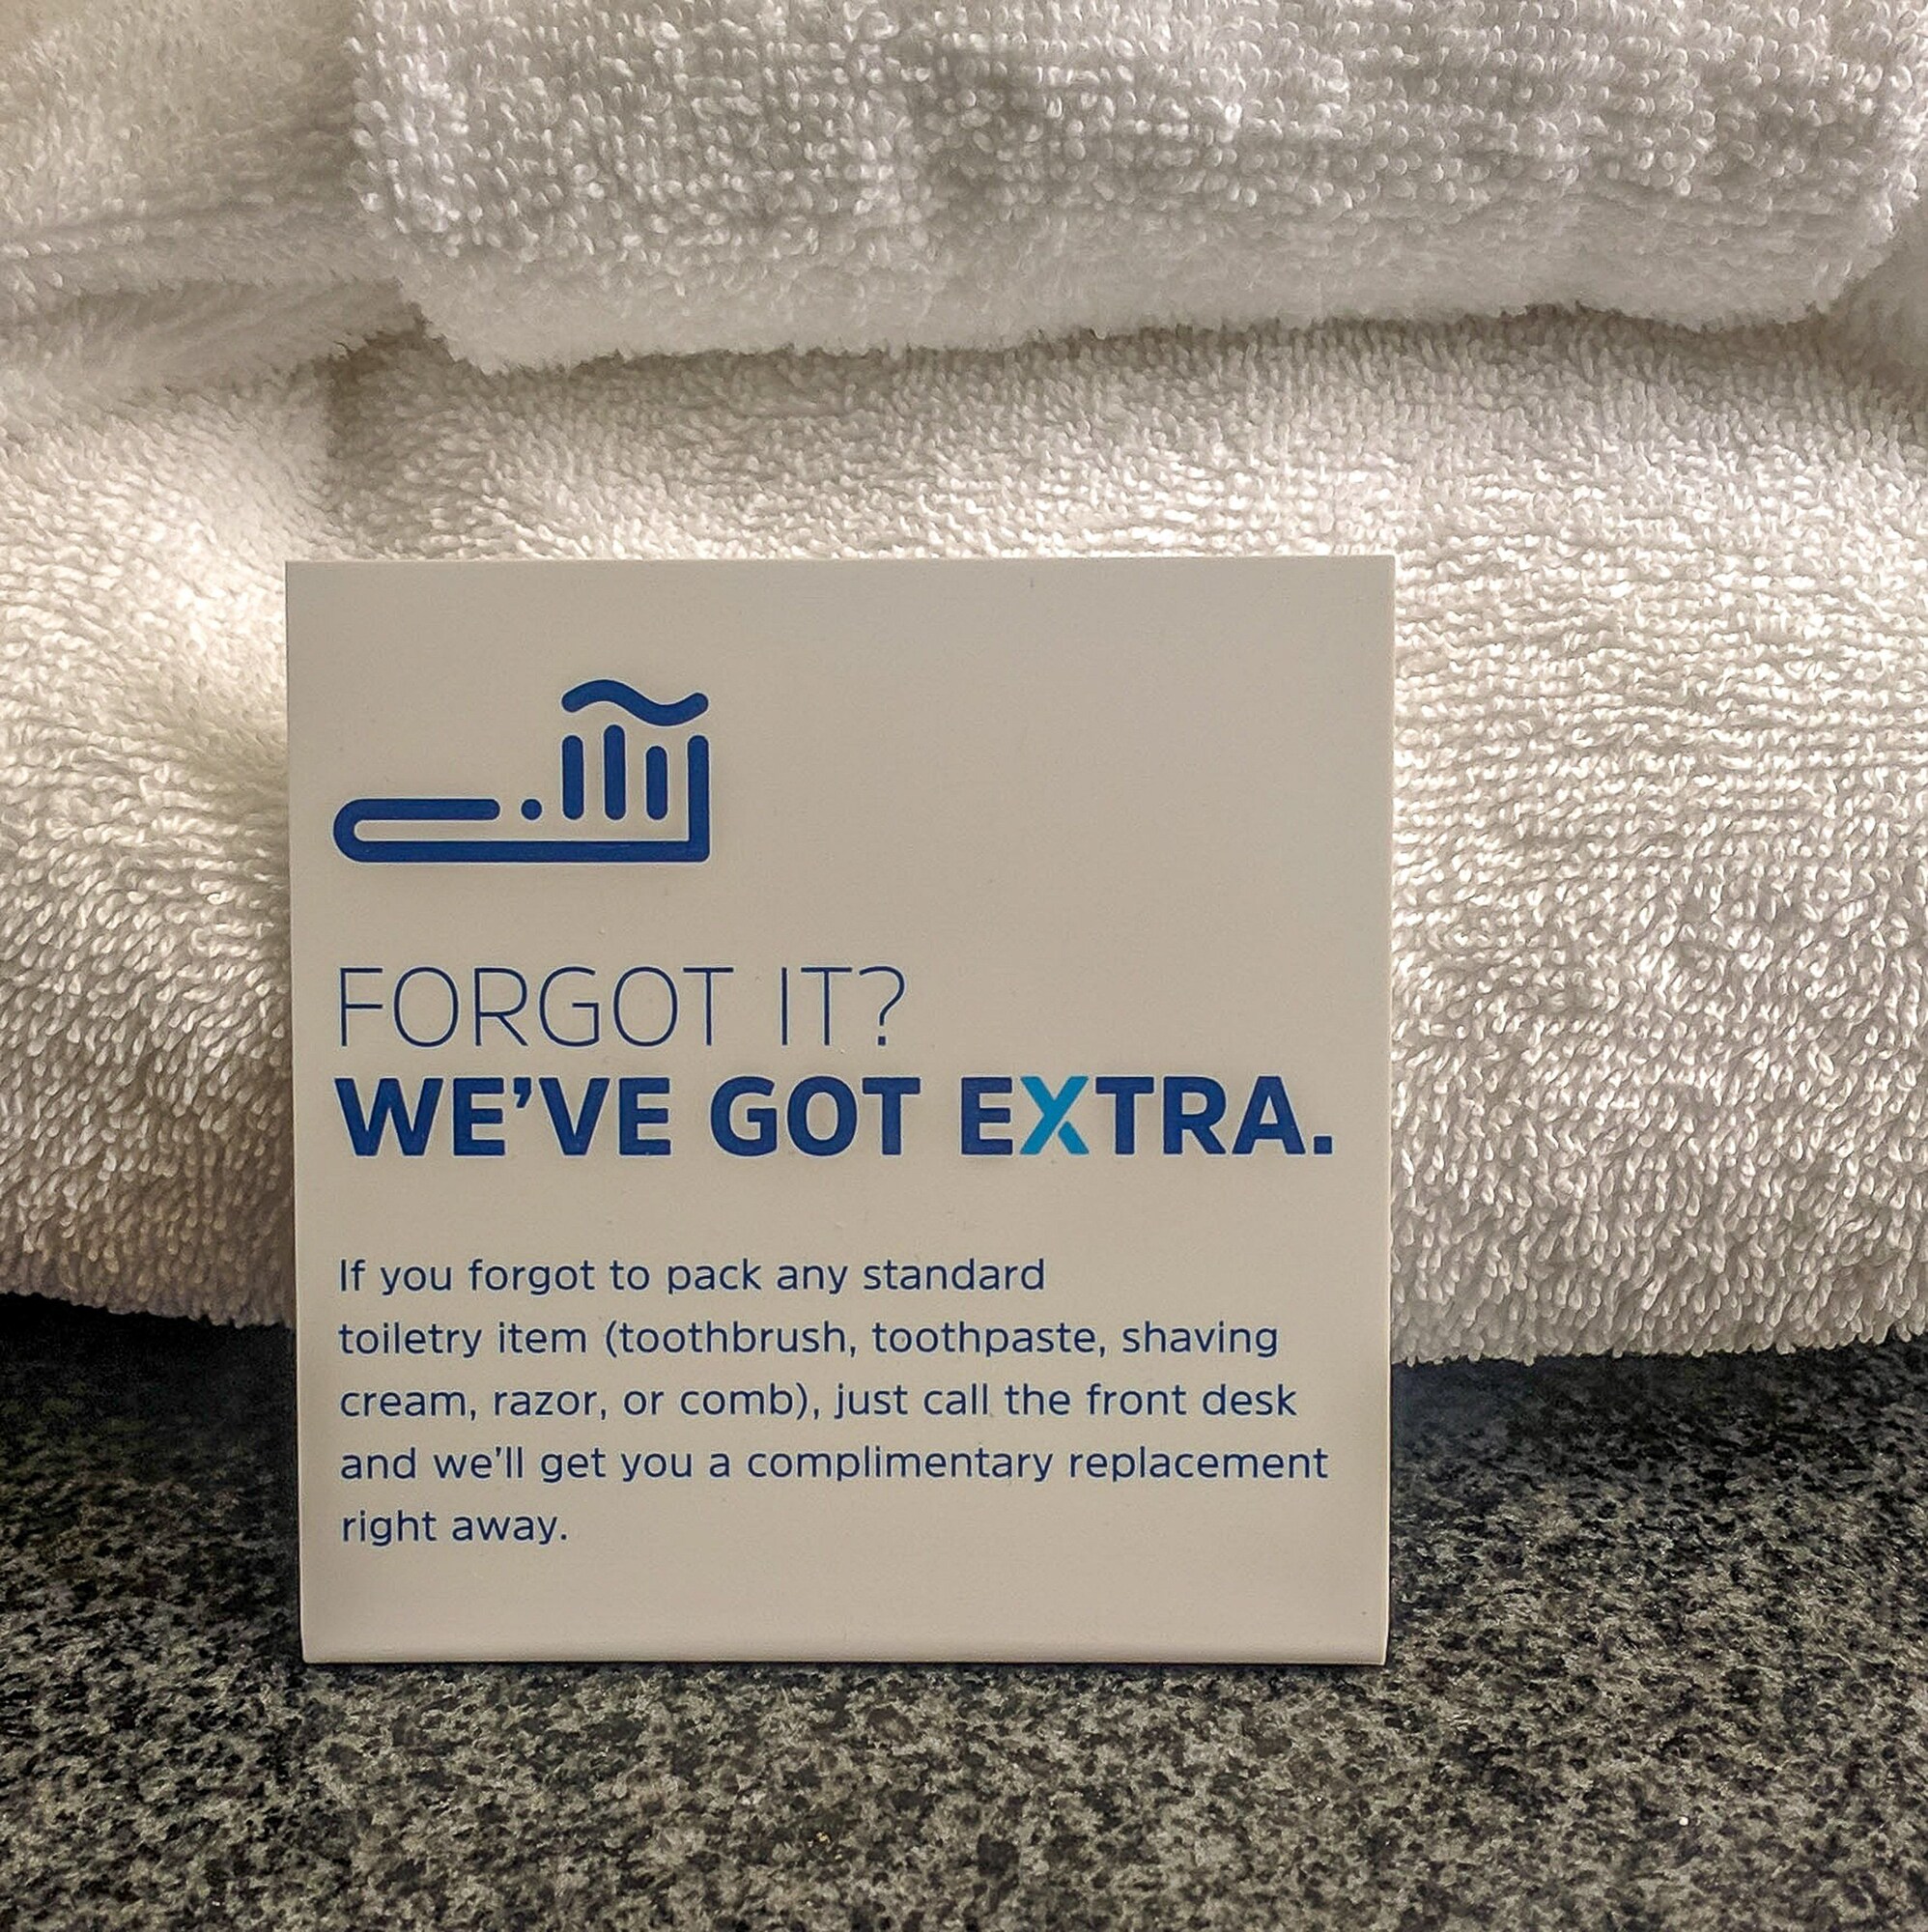 FORGOT IT?
WE'VE GOT EXTRA.
If you forgot to pack any standard
toiletry item (toothbrush, toothpaste, shaving
cream, razor, or comb), just call the front desk
and we'll get you a complimentary replacement
right away.